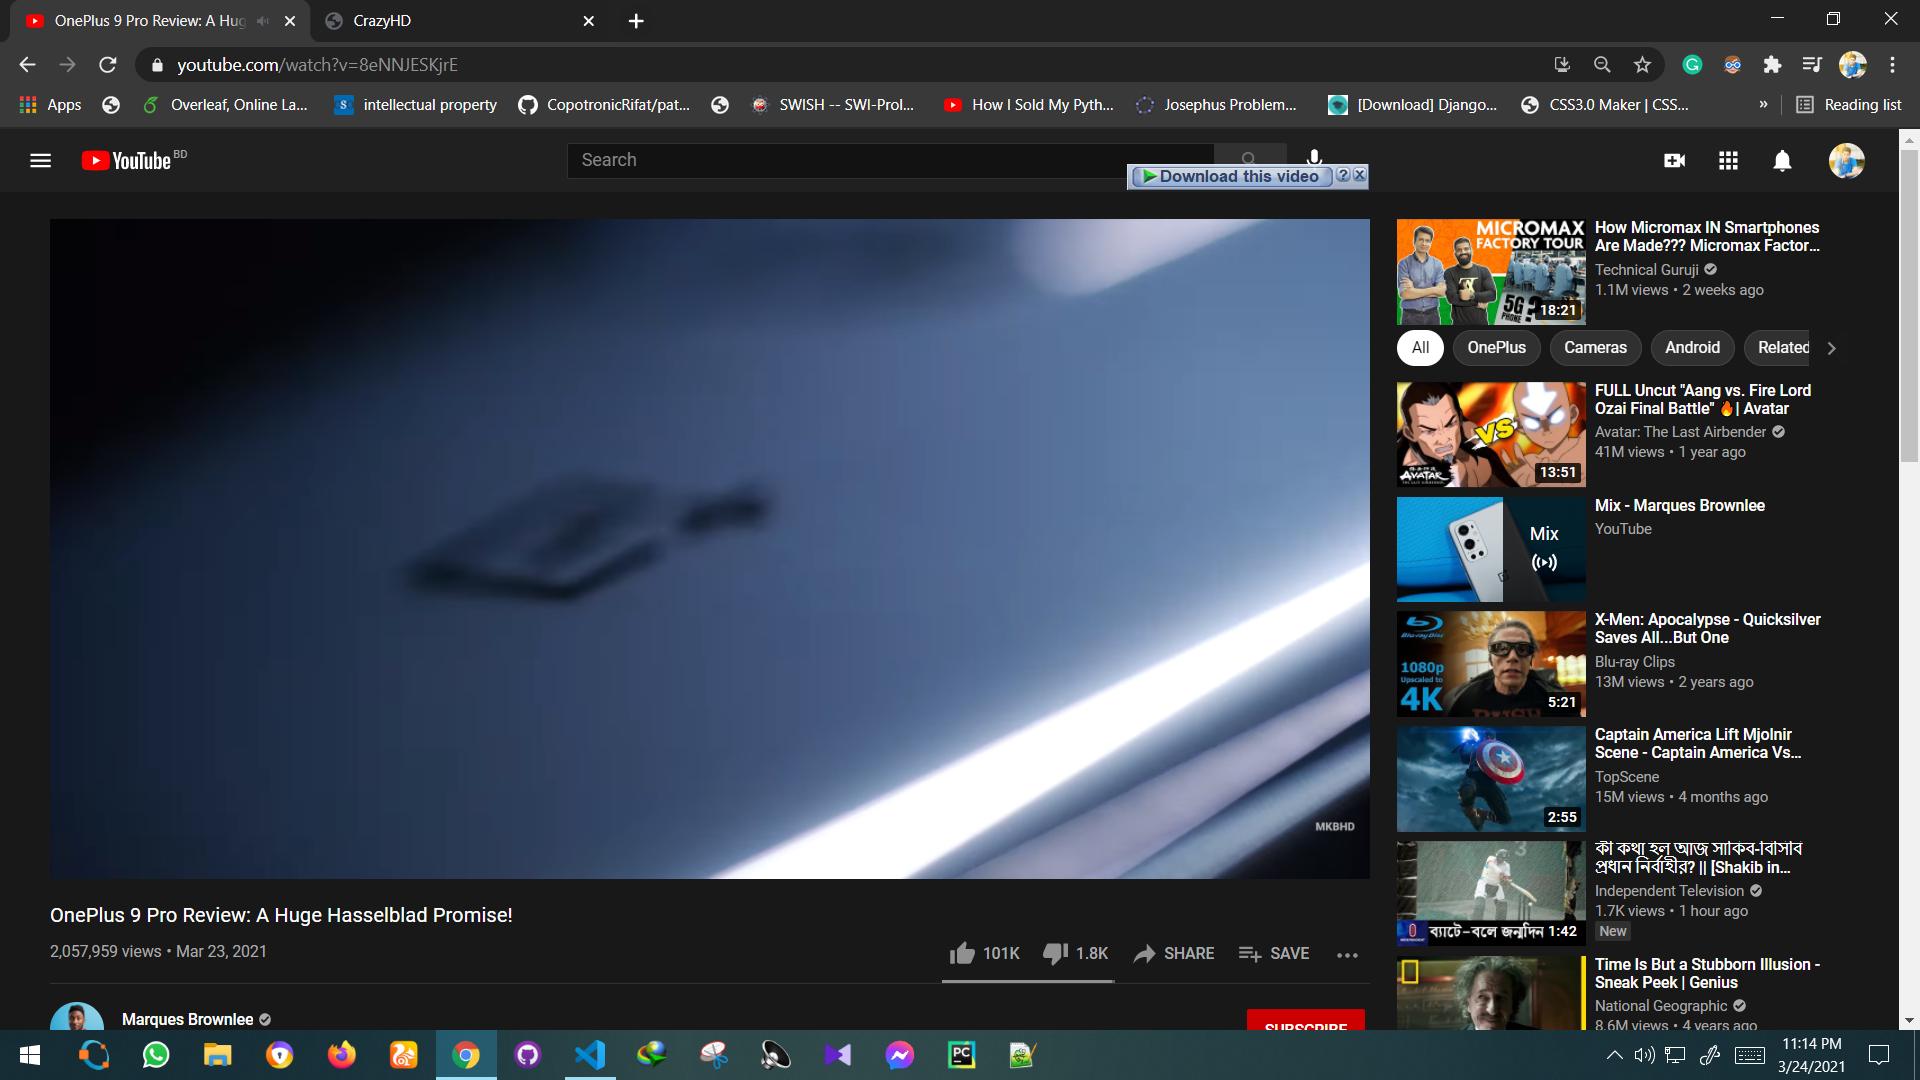 OnePlus 9 Pro Review: A Hug
CrazyHD
youtube.com/watch?v=8eNNJESKjrE
Apps
Overleaf, Online La...
intellectual property
CopotronicRifat/pat...
SWISH -- SWI-Prol...
How I Sold My Pyth...
Josephus Problem...
[Download] Django...
CSS3.0 Maker | CSS...
»
Reading list
YouTube BD
Search
Download this video
MKBHD
OnePlus 9 Pro Review: A Huge Hasselblad Promise!
2,057,959 views • Mar 23, 2021
101K
1.8K
SHARE
SAVE
Marques Brownlee
SUBSCRIBE
MICROMAX
FACTORY TOUR
5G ?
PHONE
18:21
How Micromax IN Smartphones
Are Made??? Micromax Factor...
Technical Guruji
1.1M views • 2 weeks ago
All
OnePlus
Cameras
Android
Related
VS
AVATAR
13:51
FULL Uncut "Aang vs. Fire Lord
Ozai Final Battle" 🔥| Avatar
Avatar: The Last Airbender
41M views • 1 year ago
Mix
Mix - Marques Brownlee
YouTube
Blu-ray Disc
1080p
Upscaled to
4K
RUSH
5:21
X-Men: Apocalypse - Quicksilver
Saves All...But One
Blu-ray Clips
13M views • 2 years ago
2:55
Captain America Lift Mjolnir
Scene - Captain America Vs...
TopScene
15M views • 4 months ago
ব্যাটে-বলে জন্মদিন 1:42
কী কথা হল আজ সাকিব-বিসিবি
প্রধান নির্বাহীর? || [Shakib in...
Independent Television
1.7K views • 1 hour ago
New
Time Is But a Stubborn Illusion -
Sneak Peek | Genius
National Geographic
8.6M views • 4 years ago
PC
11:14 PM
3/24/2021